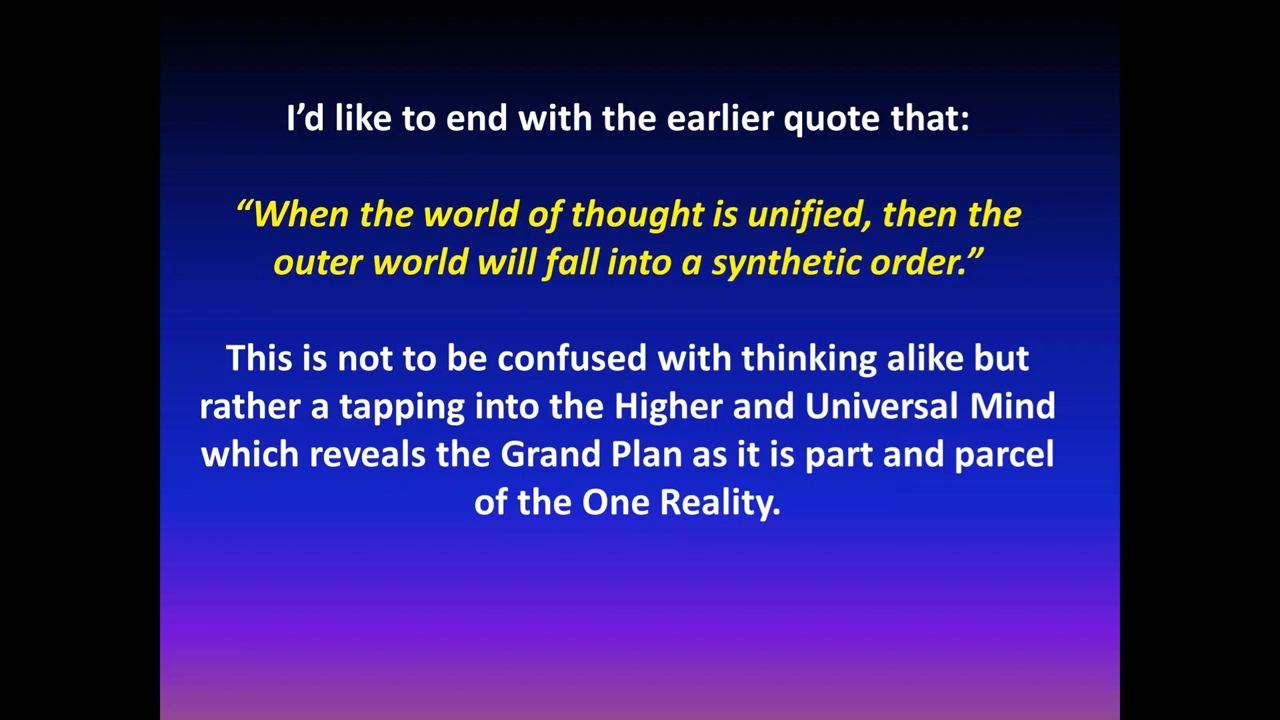 I’d like to end with the earlier quote that:
“When the world of thought is unified, then the
outer world will fall into a synthetic order.”
This is not to be confused with thinking alike but
rather a tapping into the Higher and Universal Mind
which reveals the Grand Plan as it is part and parcel
of the One Reality.